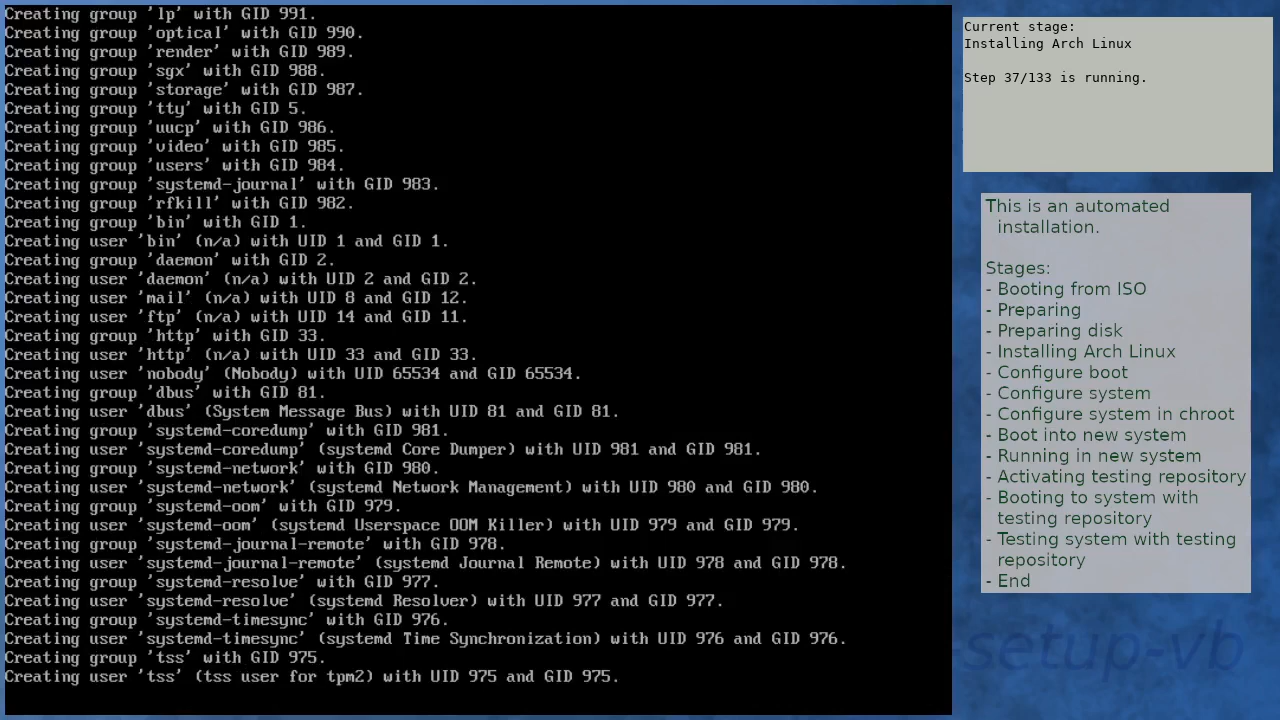 Creating group 'lp' with GID 991.
Creating group 'optical' with GID 990.
Creating group 'render' with GID 989.
Creating group 'sgx' with GID 988.
Creating group 'storage' with GID 987.
Creating group 'tty' with GID 5.
Creating group 'uucp' with GID 986.
Creating group 'video' with GID 985.
Creating group 'users' with GID 984.
Creating group 'systemd-journal' with GID 983.
Creating group 'rfkill' with GID 982.
Creating group 'bin' with GID 1.
Creating user 'bin' (n/a) with UID 1 and GID 1.
Creating group 'daemon' with GID 2.
Creating user 'daemon' (n/a) with UID 2 and GID 2.
Creating user 'mail' (n/a) with UID 8 and GID 12.
Creating user 'ftp' (n/a) with UID 14 and GID 11.
Creating group 'http' with GID 33.
Creating user 'http' (n/a) with UID 33 and GID 33.
Creating user 'nobody' (Nobody) with UID 65534 and GID 65534.
Creating group 'dbus' with GID 81.
Creating user 'dbus' (System Message Bus) with UID 81 and GID 81.
Creating group 'systemd-coredump' with GID 981.
Creating user 'systemd-coredump' (systemd Core Dumper) with UID 981 and GID 981.
Creating group 'systemd-network' with GID 980.
Creating user 'systemd-network' (systemd Network Management) with UID 980 and GID 980.
Creating group 'systemd-oom' with GID 979.
Creating user 'systemd-oom' (systemd Userspace OOM Killer) with UID 979 and GID 979.
Creating group 'systemd-journal-remote' with GID 978.
Creating user 'systemd-journal-remote' (systemd Journal Remote) with UID 978 and GID 978.
Creating group 'systemd-resolve' with GID 977.
Creating user 'systemd-resolve' (systemd Resolver) with UID 977 and GID 977.
Creating group 'systemd-timesync' with GID 976.
Creating user 'systemd-timesync' (systemd Time Synchronization) with UID 976 and GID 976.
Creating group 'tss' with GID 975.
Creating user 'tss' (tss user for tpm2) with UID 975 and GID 975.
Current stage:
Installing Arch Linux
Step 37/133 is running.
This is an automated
installation.
Stages:
- Booting from ISO
- Preparing
- Preparing disk
- Installing Arch Linux
- Configure boot
- Configure system
- Configure system in chroot
- Boot into new system
- Running in new system
- Activating testing repository
- Booting to system with
testing repository
- Testing system with testing
repository
- End
-setup-vb